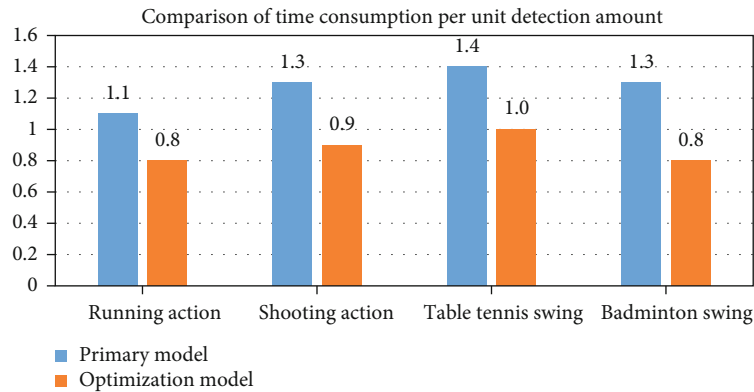 Comparison of time consumption per unit detection amount
1.6
1.4
1.2
1
0.8
0.6
0.4
0.2
0
1.1
0.8
1.3
0.9
1.4
1.0
1.3
0.8
Running action
Shooting action
Table tennis swing
Badminton swing
Primary model
Optimization model